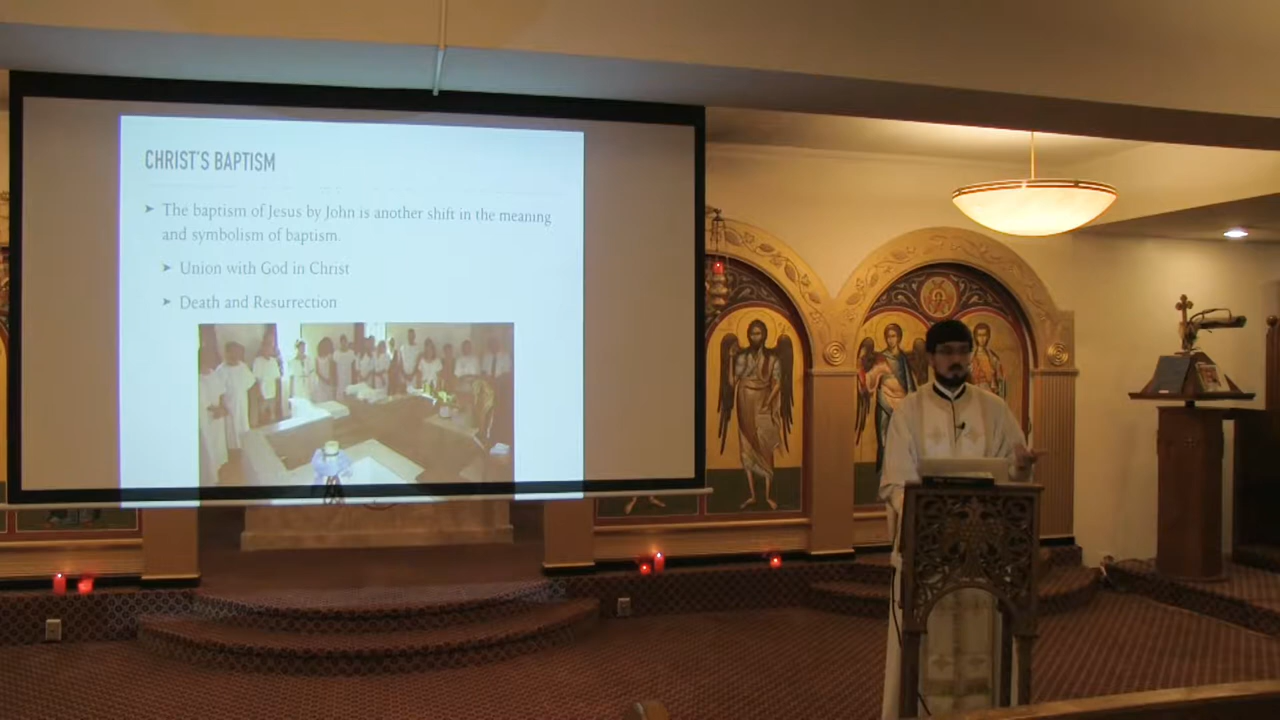 CHRIST'S BAPTISM
➤ The baptism of Jesus by John is another shift in the meaning
and symbolism of baptism.
➤ Union with God in Christ
➤ Death and Resurrection